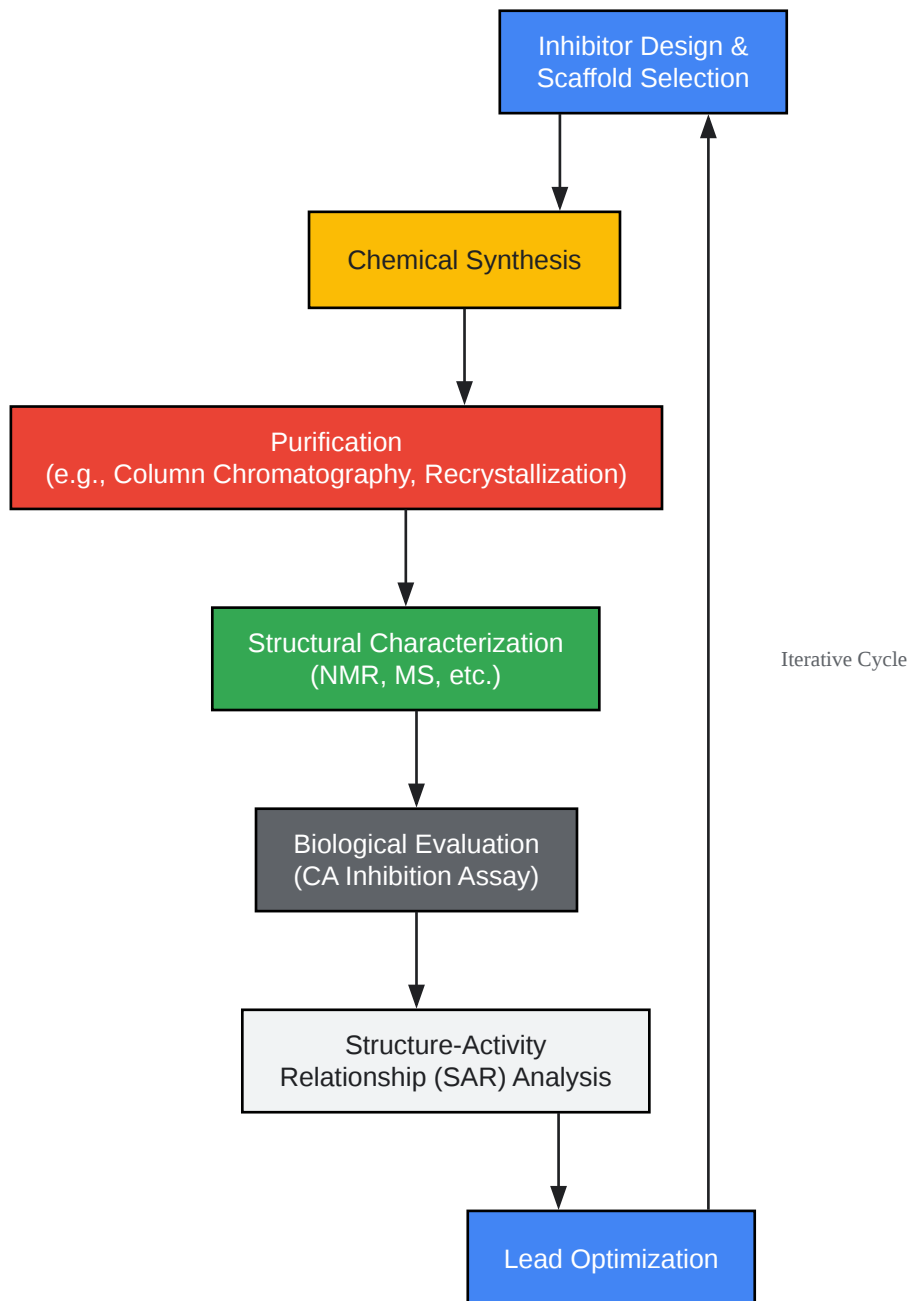 Inhibitor Design &
Scaffold Selection
Chemical Synthesis
Purification
(e.g., Column Chromatography, Recrystallization)
Structural Characterization
(NMR, MS, etc.)
Iterative Cycle
Biological Evaluation
(CA Inhibition Assay)
Structure-Activity
Relationship (SAR) Analysis
Lead Optimization